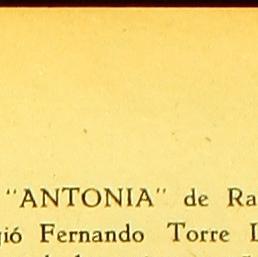 "ANTONIA" de Ra
gió Fernando Torre L